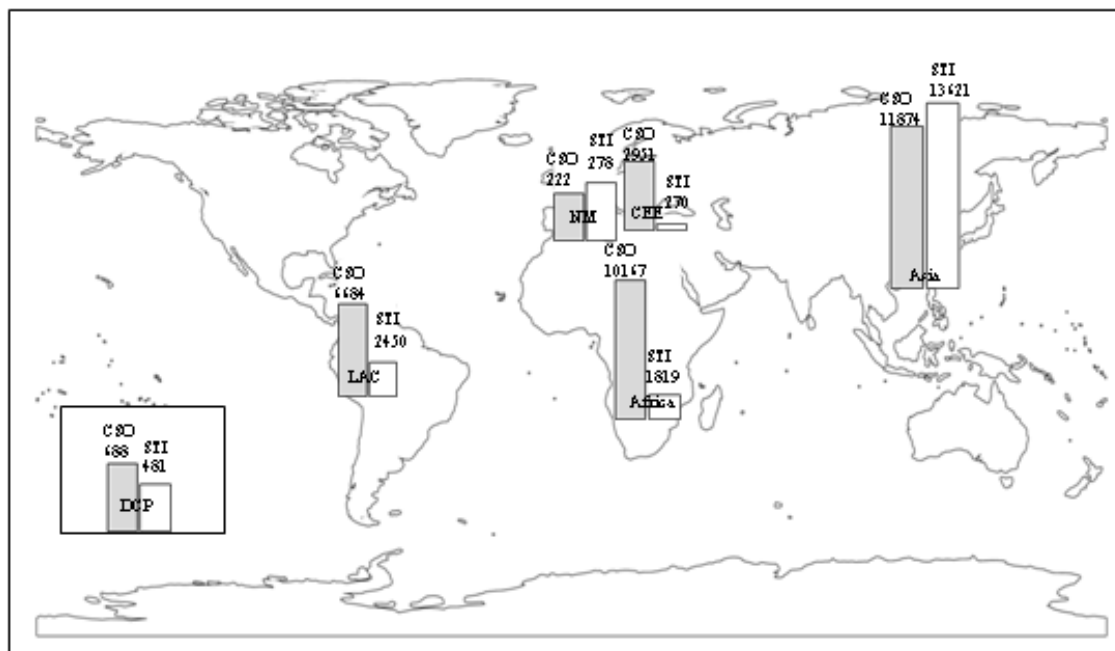 STI
13621
CSO
11874
Asia
STI
278
CSO
222
NM
CSO
2951
STI
270
CEE
CSO
10167
STI
1819
Africa
CSO
6684
STI
2450
LAC
CSO
688
STI
481
DCP